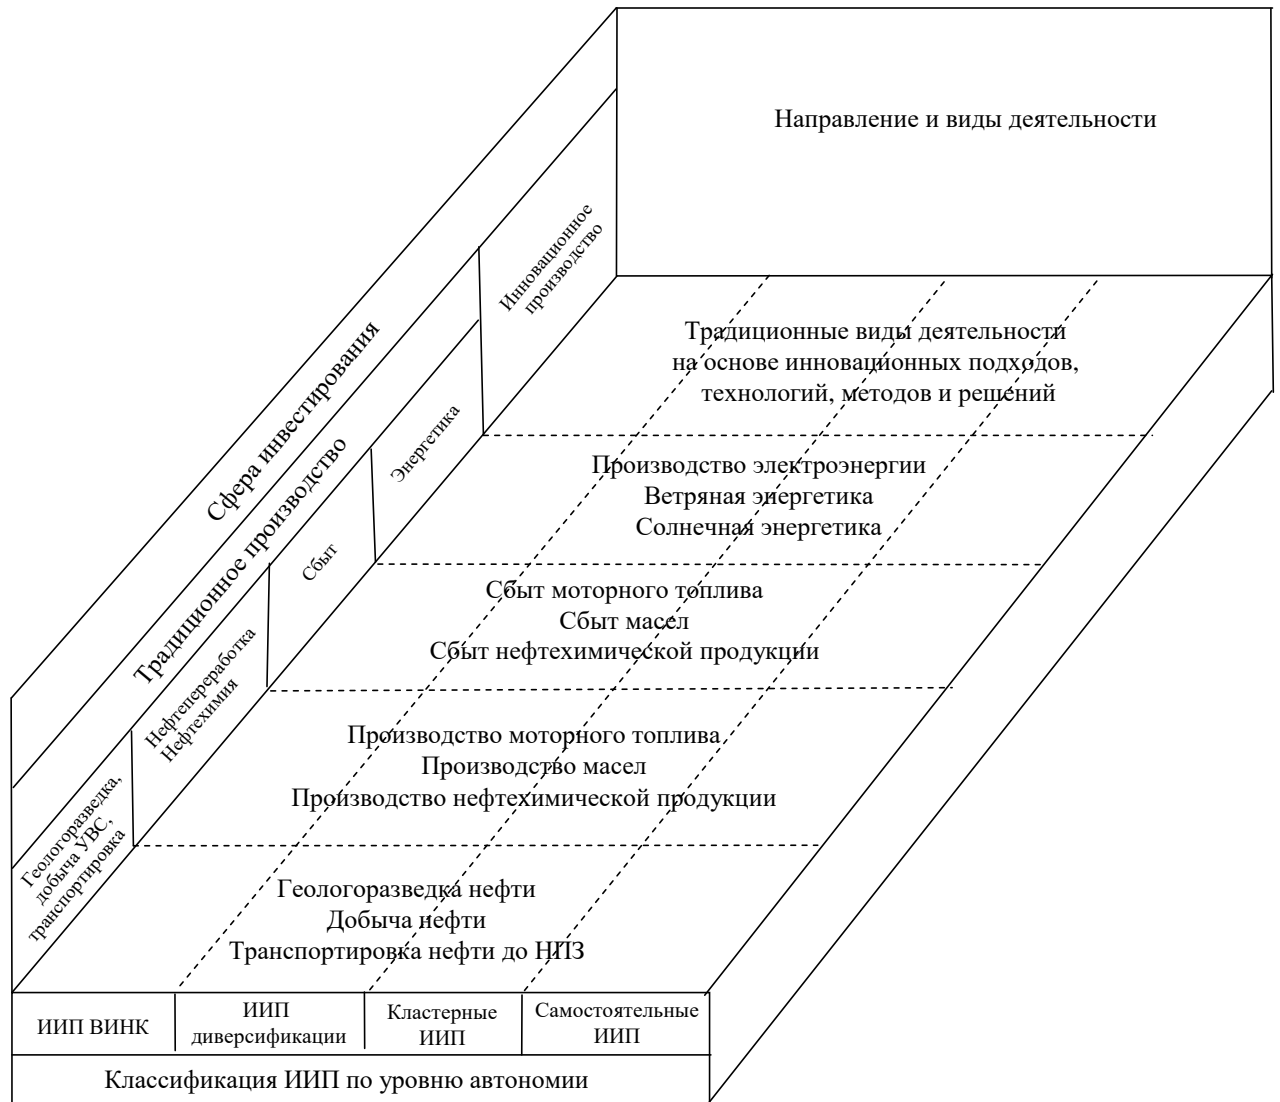 Направление и виды деятельности
Сфера инвестирования
Традиционное производство
Инновационное
производство
Энергетика
Сбыт
Нефтепереработка
Нефтехимия
Геологоразведка,
добыча УВС,
транспортировка
Традиционные виды деятельности
на основе инновационных подходов,
технологий, методов и решений
Производство электроэнергии
Ветряная энергетика
Солнечная энергетика
Сбыт моторного топлива
Сбыт масел
Сбыт нефтехимической продукции
Производство моторного топлива
Производство масел
Производство нефтехимической продукции
Геологоразведка нефти
Добыча нефти
Транспортировка нефти до НПЗ
ИИП ВИНК
ИИП
диверсификации
Кластерные
ИИП
Самостоятельные
ИИП
Классификация ИИП по уровню автономии